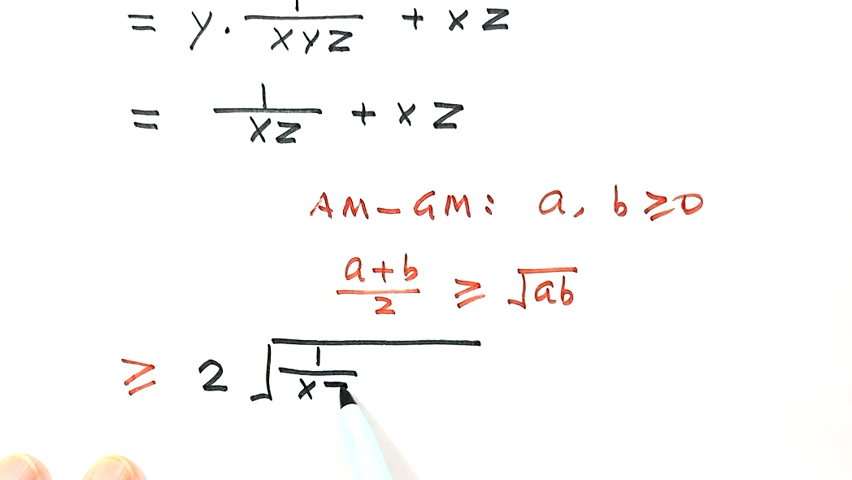 = y · 1/xyz + xz
= 1/xz + xz
AM-GM: a, b ≥ 0
(a+b)/2 ≥ √ab
≥ 2 √ 1/xz